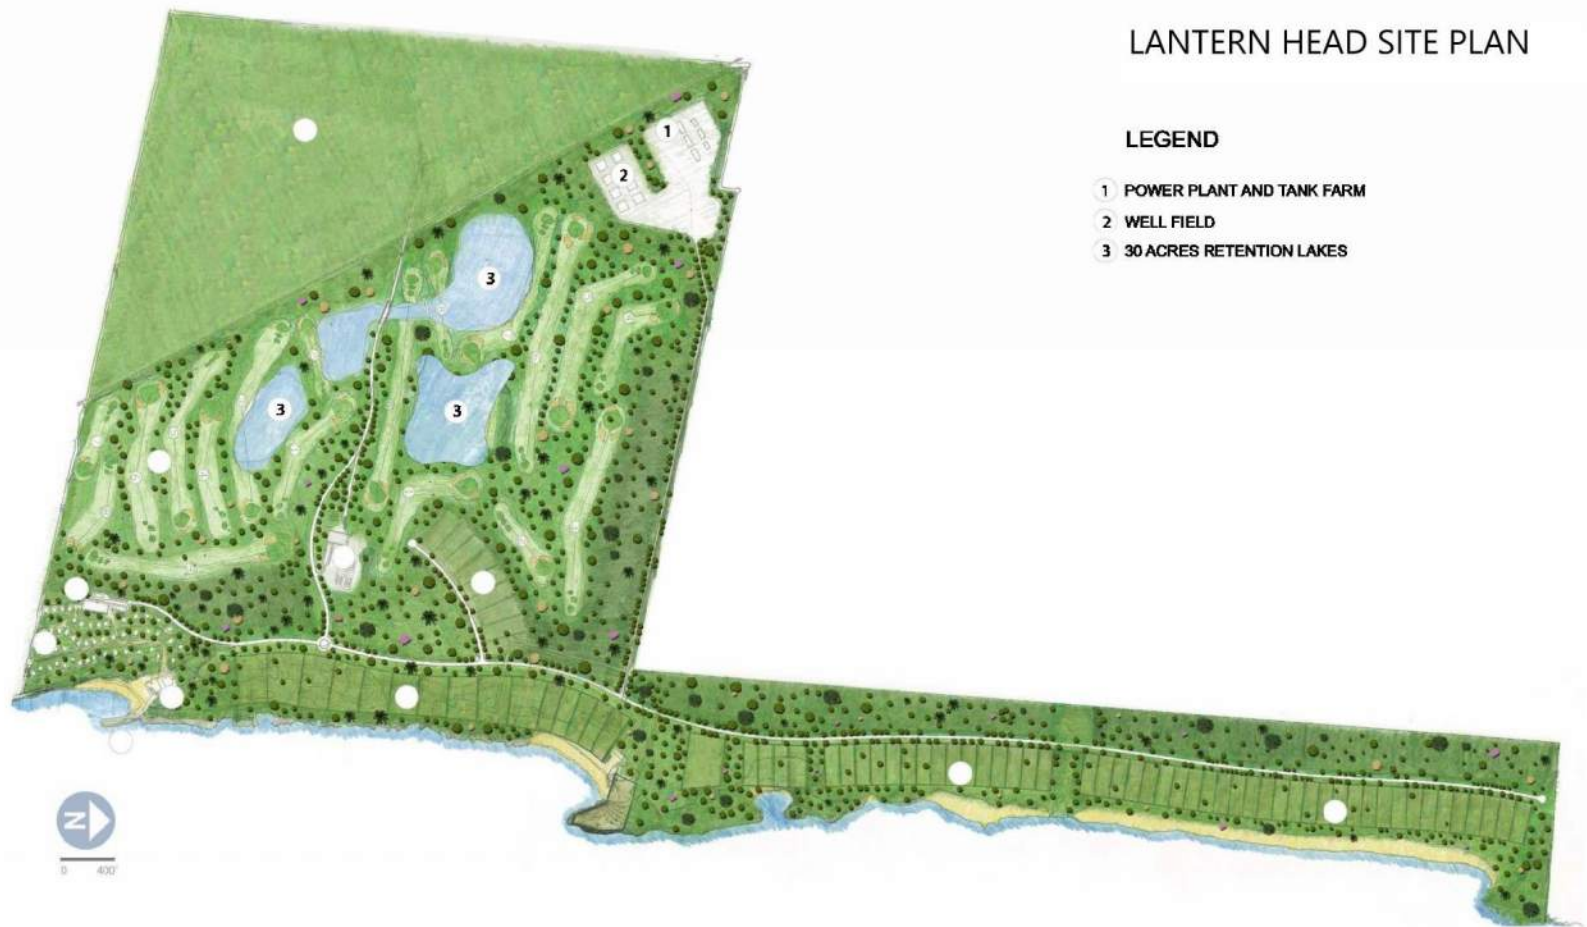 LANTERN HEAD SITE PLAN
LEGEND
1 POWER PLANT AND TANK FARM
2 WELL FIELD
3 30 ACRES RETENTION LAKES
1
2
3
3
3
N
0 400'